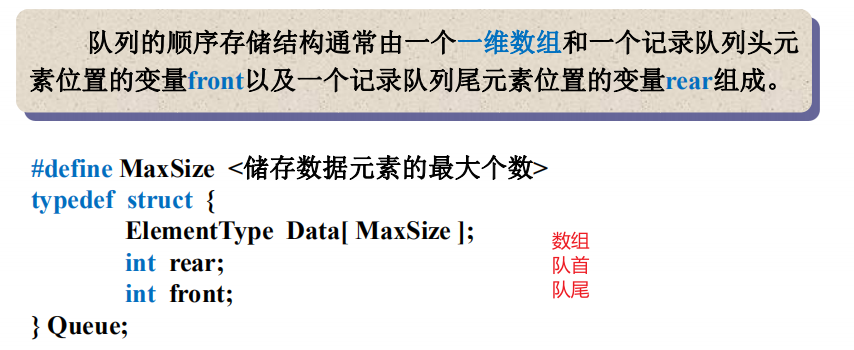 队列的顺序存储结构通常由一个一维数组和一个记录队列头元
素位置的变量front以及一个记录队列尾元素位置的变量rear组成。
#define MaxSize <储存数据元素的最大个数>
typedef struct {
ElementType Data[ MaxSize ];
int rear;
int front;
} Queue;
数组
队首
队尾